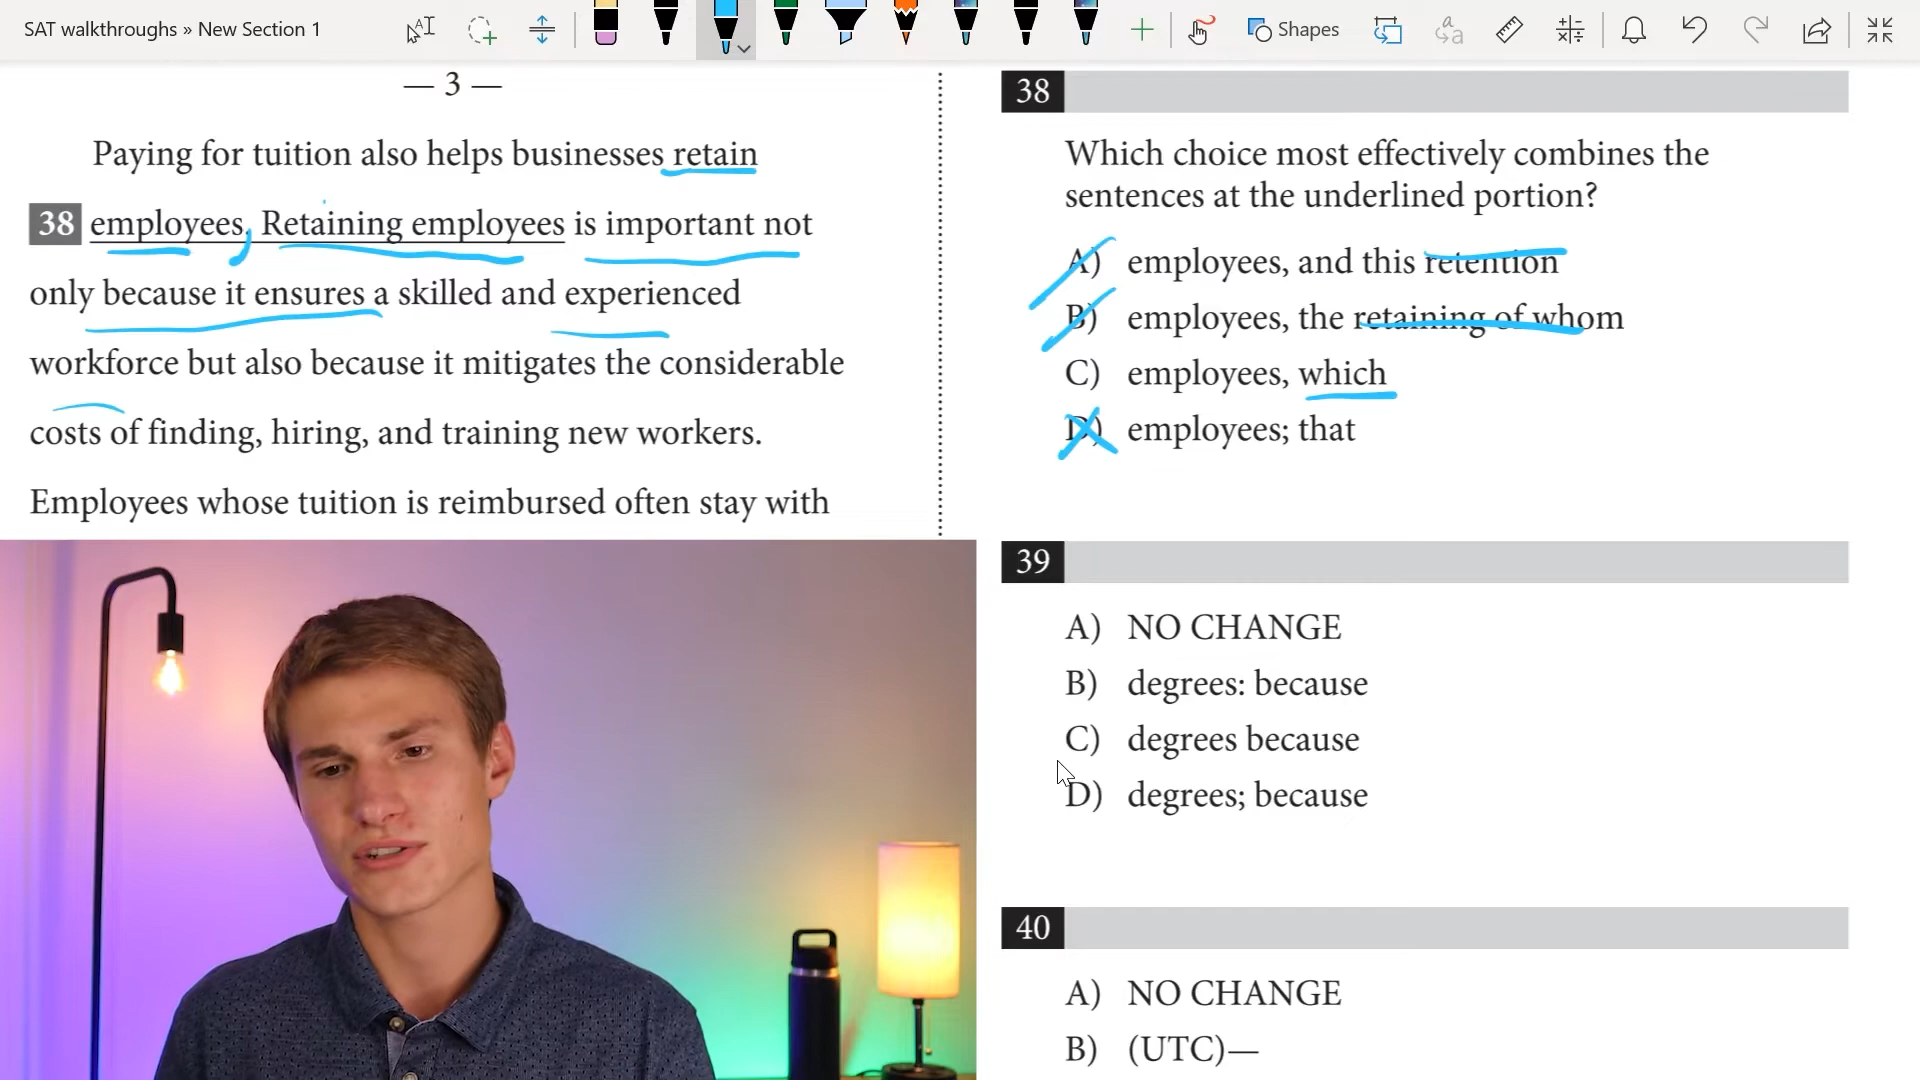 SAT walkthroughs » New Section 1
Shapes
— 3 —
Paying for tuition also helps businesses retain
38 employees. Retaining employees is important not
only because it ensures a skilled and experienced
workforce but also because it mitigates the considerable
costs of finding, hiring, and training new workers.
Employees whose tuition is reimbursed often stay with
38
Which choice most effectively combines the
sentences at the underlined portion?
A) employees, and this retention
B) employees, the retaining of whom
C) employees, which
D) employees; that
39
A) NO CHANGE
B) degrees: because
C) degrees because
D) degrees; because
40
A) NO CHANGE
B) (UTC)—